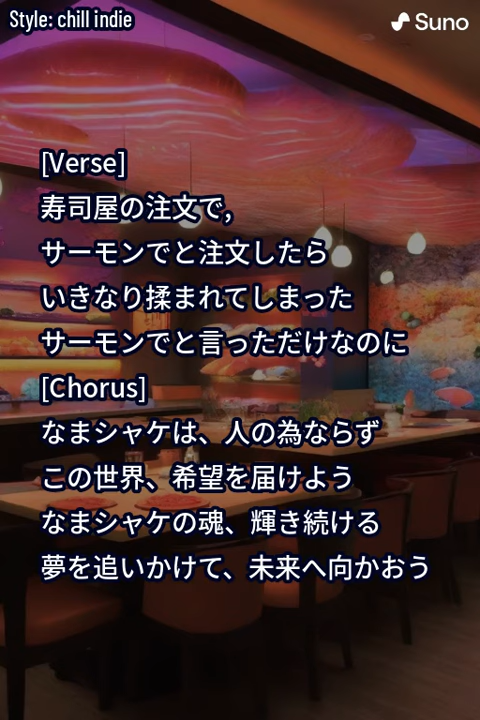 Style: chill indie
Suno
[Verse]
寿司屋の注文で,
サーモンでと注文したら
いきなり揉まれてしまった
サーモンでと言っただけなのに
[Chorus]
なまシャケは、人の為ならず
この世界、希望を届けよう
なまシャケの魂、輝き続ける
夢を追いかけて、未来へ向かおう